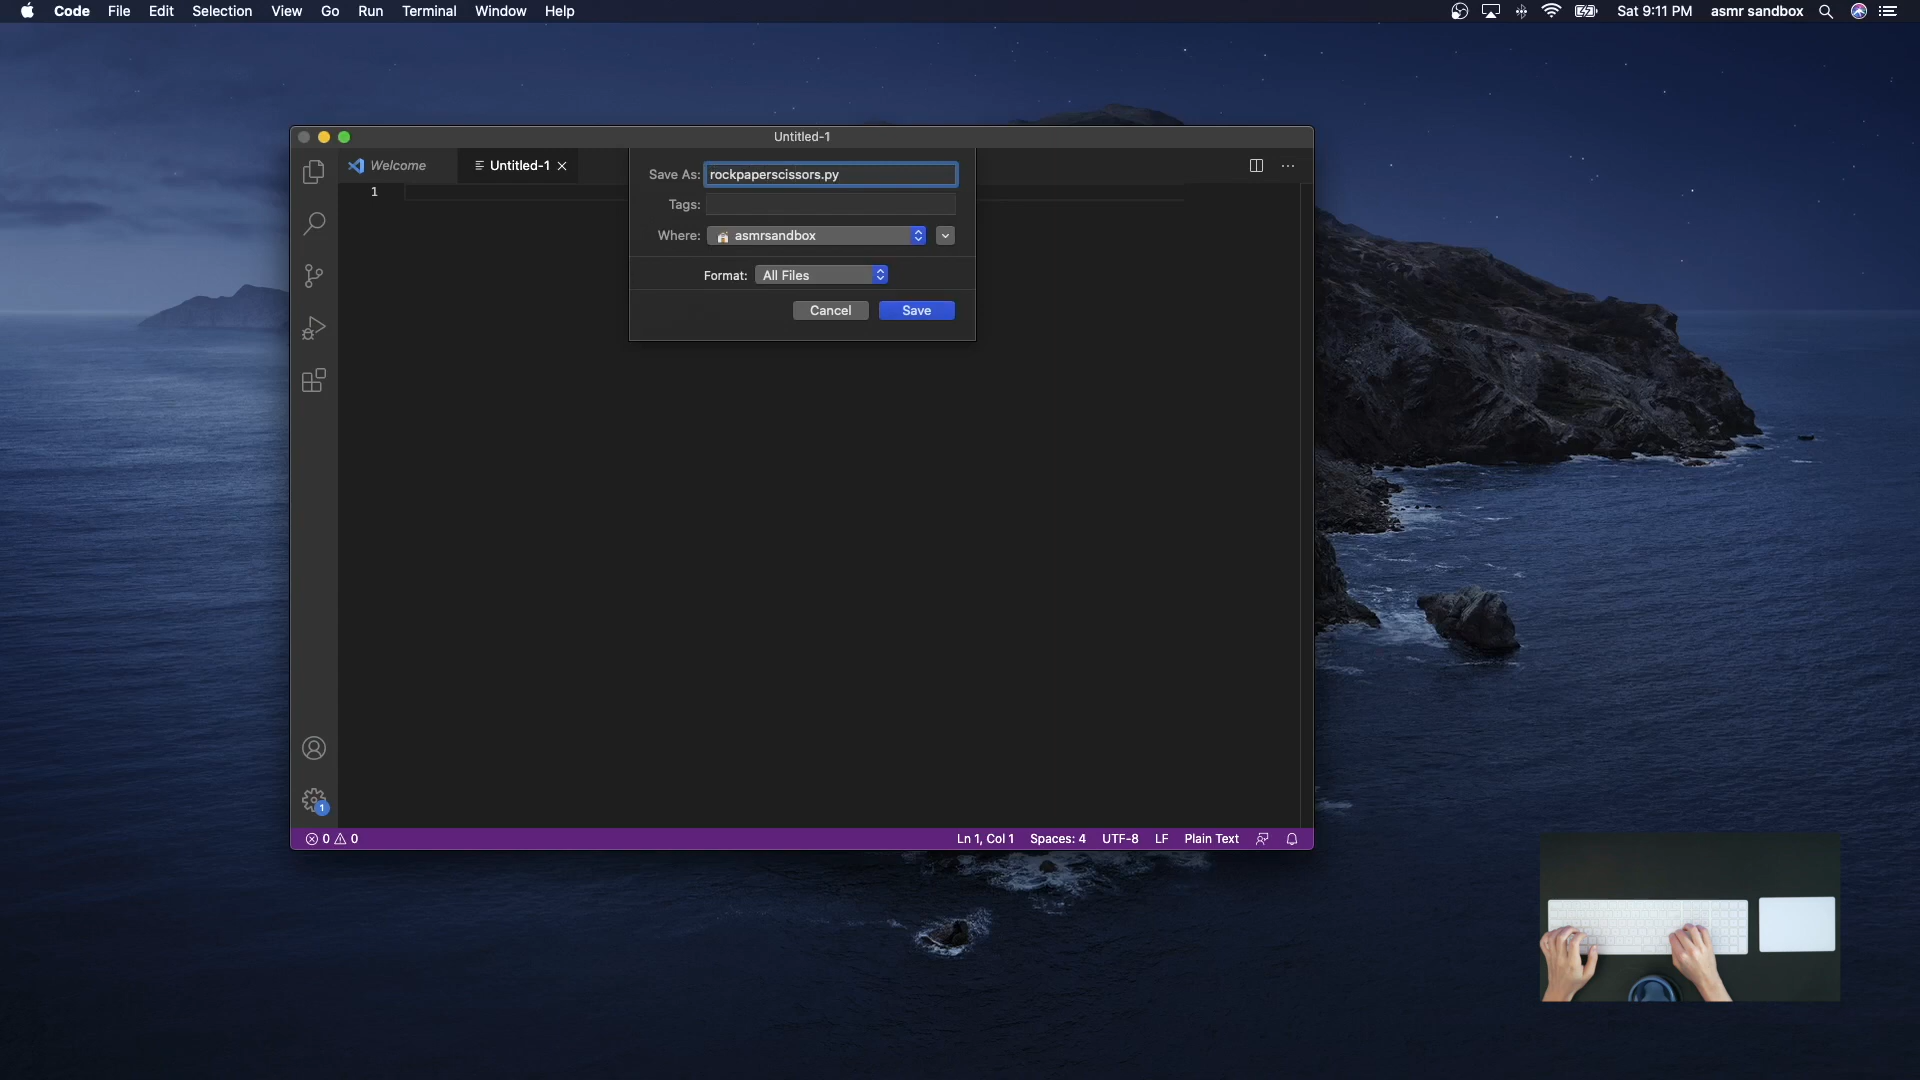 Code File Edit Selection View Go Run Terminal Window Help Sat 9:11 PM asmr sandbox
Untitled-1
Welcome Untitled-1
1
Save As: rockpaperscissors.py
Tags:
Where: asmrsandbox
Format: All Files
Cancel Save
1
0 0 Ln 1, Col 1 Spaces: 4 UTF-8 LF Plain Text